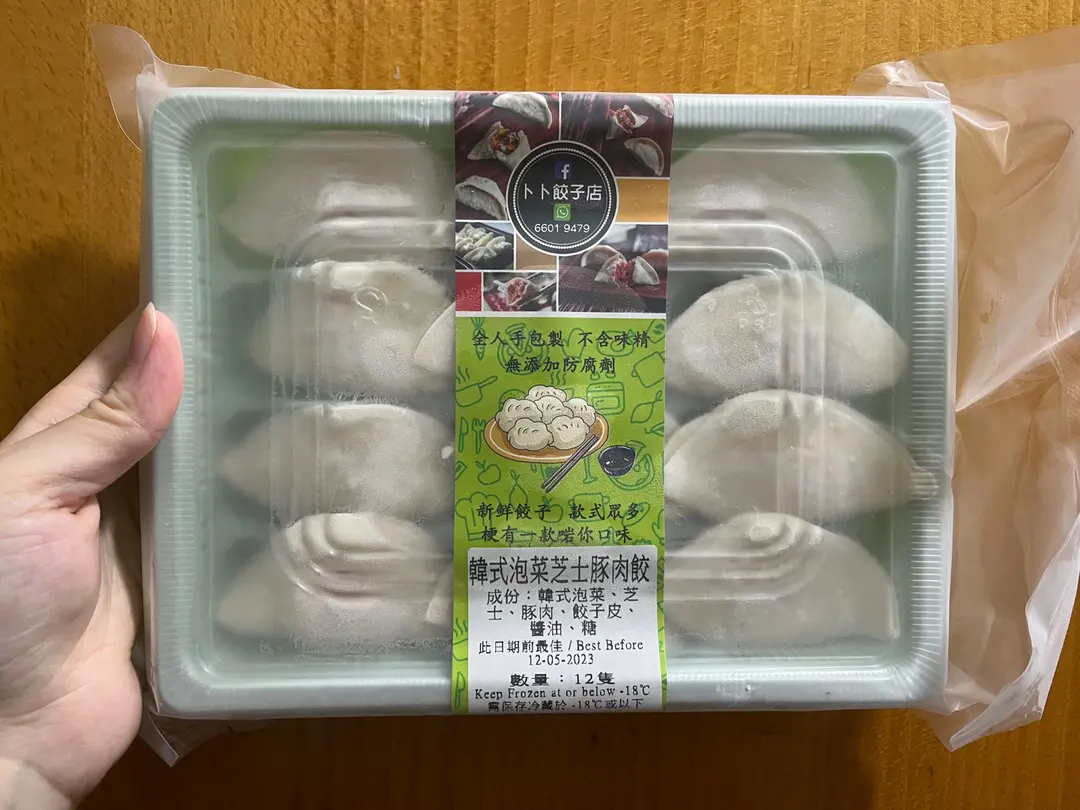 卜卜餃子店
6601 9479
全人手包製 不含味精
無添加防腐劑
新鮮餃子 款式眾多
梗有一款啱你口味
韓式泡菜芝士豚肉餃
成份：韓式泡菜、芝
士、豚肉、餃子皮、
醬油、糖
此日期前最佳 / Best Before
12-05-2023
數量：12隻
Keep Frozen at or below -18℃
需保存冷藏於 -18℃或以下